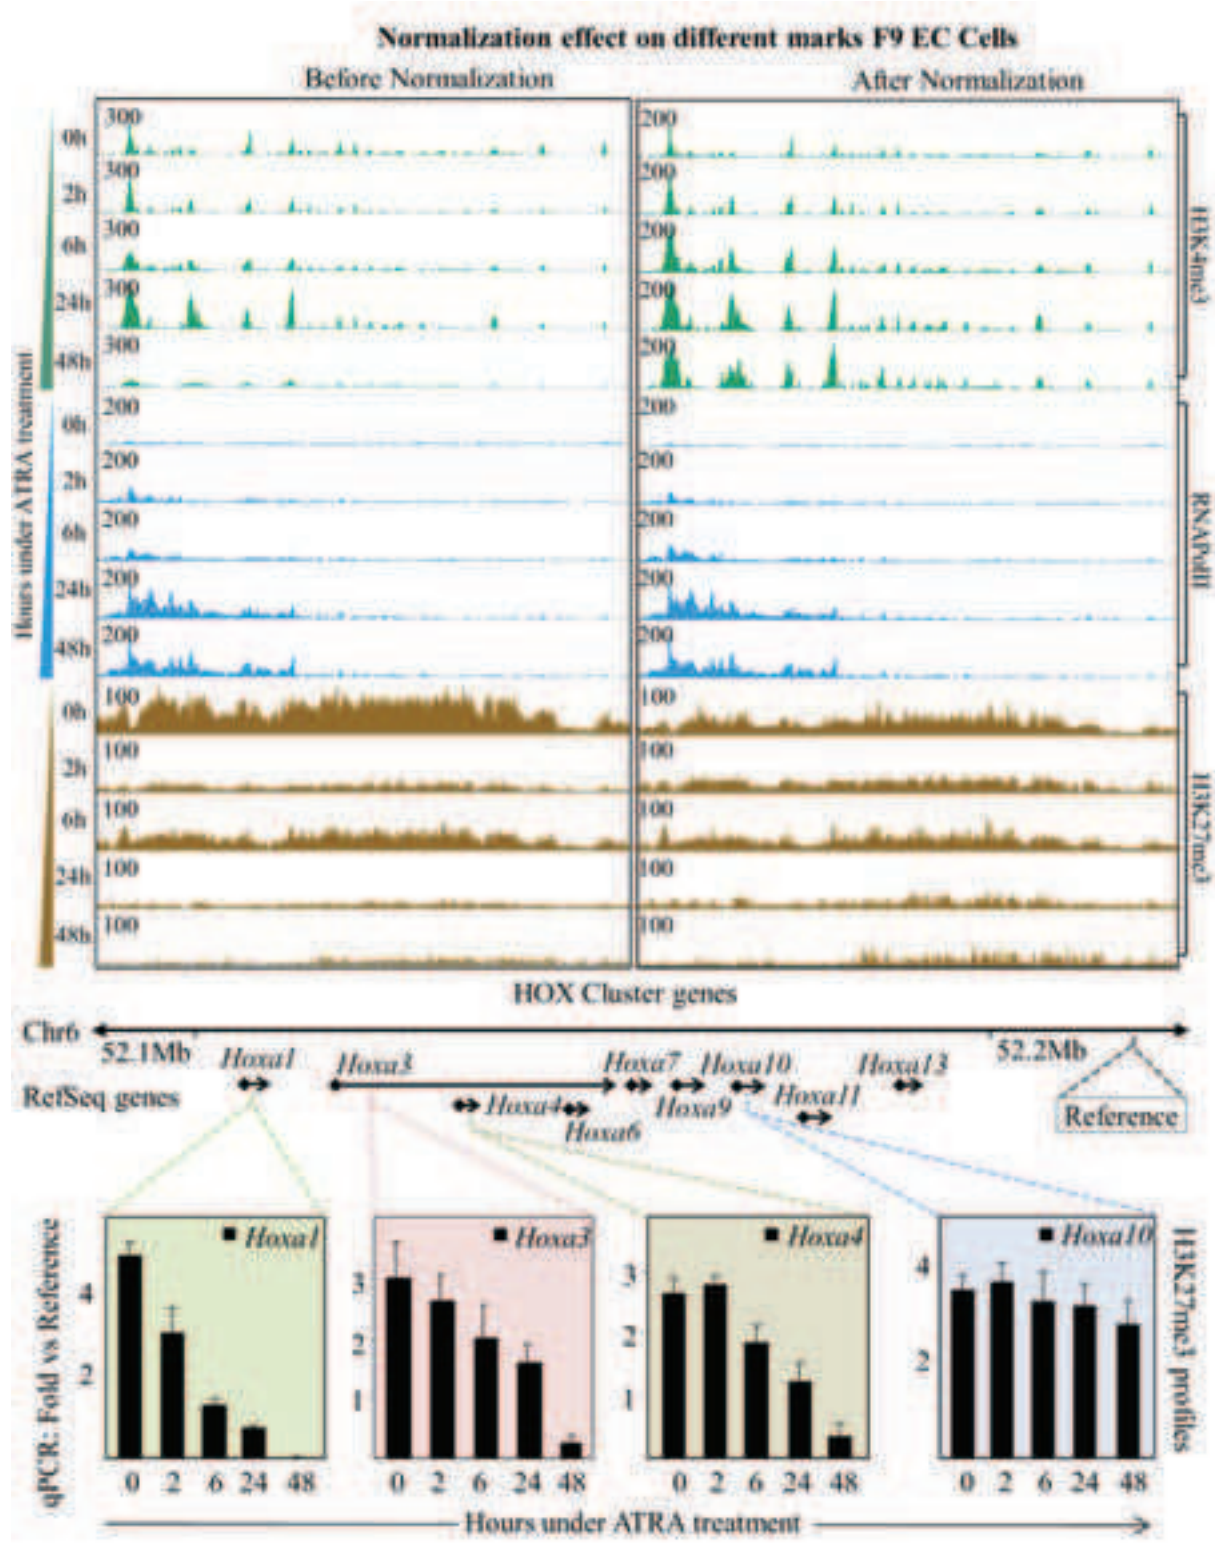 Normalization effect on different marks F9 EC Cells
Before Normalization
After Normalization
Hours under ATRA treatment
0h 300 200
2h 300 200
6h 300 200
24h 300 200
48h 300 200
H3K4me3
0h 200 200
2h 200 200
6h 200 200
24h 200 200
48h 200 200
RNAPolII
0h 100 100
2h 100 100
6h 100 100
24h 100 100
48h 100 100
H3K27me3
HOX Cluster genes
Chr6
52.1Mb
52.2Mb
Hoxa1 Hoxa3 Hoxa7 Hoxa10 Hoxa13
RefSeq genes
Hoxa4 Hoxa9 Hoxa11
Hoxa6
Reference
qPCR: Fold vs Reference
Hoxa1
4
2
0 2 6 24 48
Hoxa3
3
2
1
0 2 6 24 48
Hoxa4
3
2
1
0 2 6 24 48
Hoxa10
4
2
0 2 6 24 48
H3K27me3 profiles
Hours under ATRA treatment